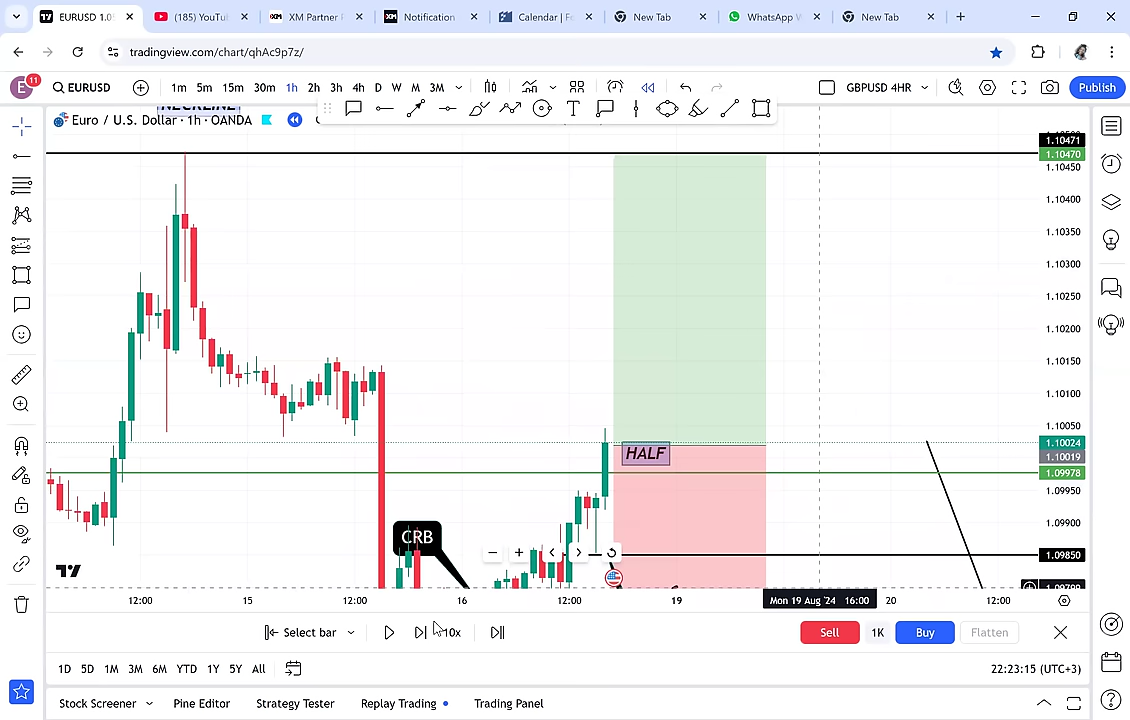 EURUSD 1.0
(185) YouTu
XM Partner
Notification
Calendar | Fo
New Tab
WhatsApp W
New Tab
tradingview.com/chart/qhAc9p7z/
E
11
EURUSD
1m 5m 15m 30m 1h 2h 3h 4h D W M 3M
GBPUSD 4HR
Publish
NECKLINE
Euro / U.S. Dollar · 1h · OANDA
1.10471
1.10470
1.10450
1.10400
1.10350
1.10300
1.10250
1.10200
1.10150
1.10100
1.10050
1.10024
1.10019
1.09978
1.09950
1.09900
1.09850
HALF
CRB
12:00 15 12:00 16 12:00 19 Mon 19 Aug '24 16:00 20 12:00
Select bar
10x
Sell
1K
Buy
Flatten
1D 5D 1M 3M 6M YTD 1Y 5Y All
22:23:15 (UTC+3)
Stock Screener
Pine Editor
Strategy Tester
Replay Trading
Trading Panel